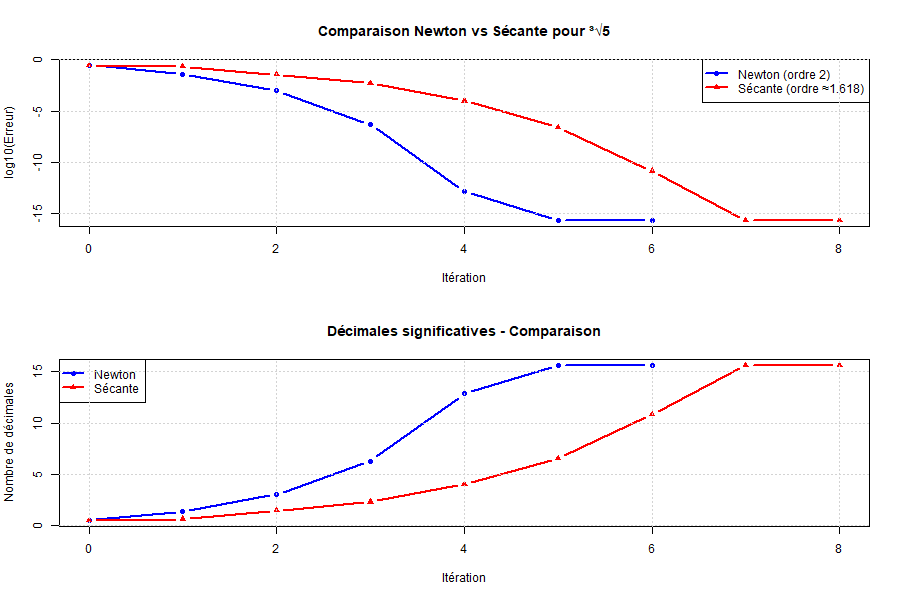 Comparaison Newton vs Sécante pour ³√5
log10(Erreur)
0
-5
-10
-15
Newton (ordre 2)
Sécante (ordre ≈1.618)
0 2 4 6 8
Itération
Décimales significatives - Comparaison
Nombre de décimales
15
10
5
0
Newton
Sécante
0 2 4 6 8
Itération